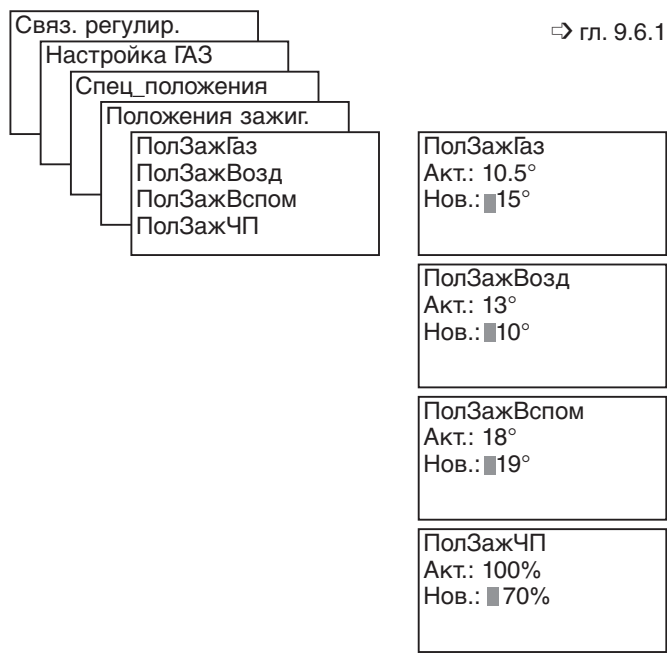 Связ. регулир.
⇨ гл. 9.6.1
Настройка ГАЗ
Спец_положения
Положения зажиг.
ПолЗажГаз
ПолЗажВозд
ПолЗажВспом
ПолЗажЧП
ПолЗажГаз
Акт.: 10.5°
Нов.: 15°
ПолЗажВозд
Акт.: 13°
Нов.: 10°
ПолЗажВспом
Акт.: 18°
Нов.: 19°
ПолЗажЧП
Акт.: 100%
Нов.: 70%